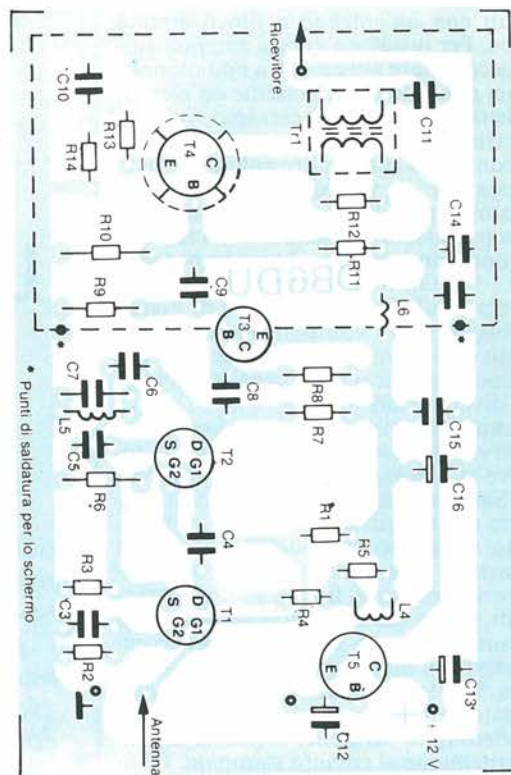 Ricevitore
C10
R13
R14
T4
E
C
B
Tr1
C11
R10
R9
C9
R12
R11
C14
L6
T3
B
C
E
DB6DU
*
*
C7
L5
C5
C6
R6
C8
R8
R7
C15
C16
T2
S
D
G2
G1
R3
C3
R2
C4
T1
S
D
G2
G1
R1
R5
R4
L4
T5
C
B
E
C13
C12
+
12
Antenna
* Punti di saldatura per lo schermo